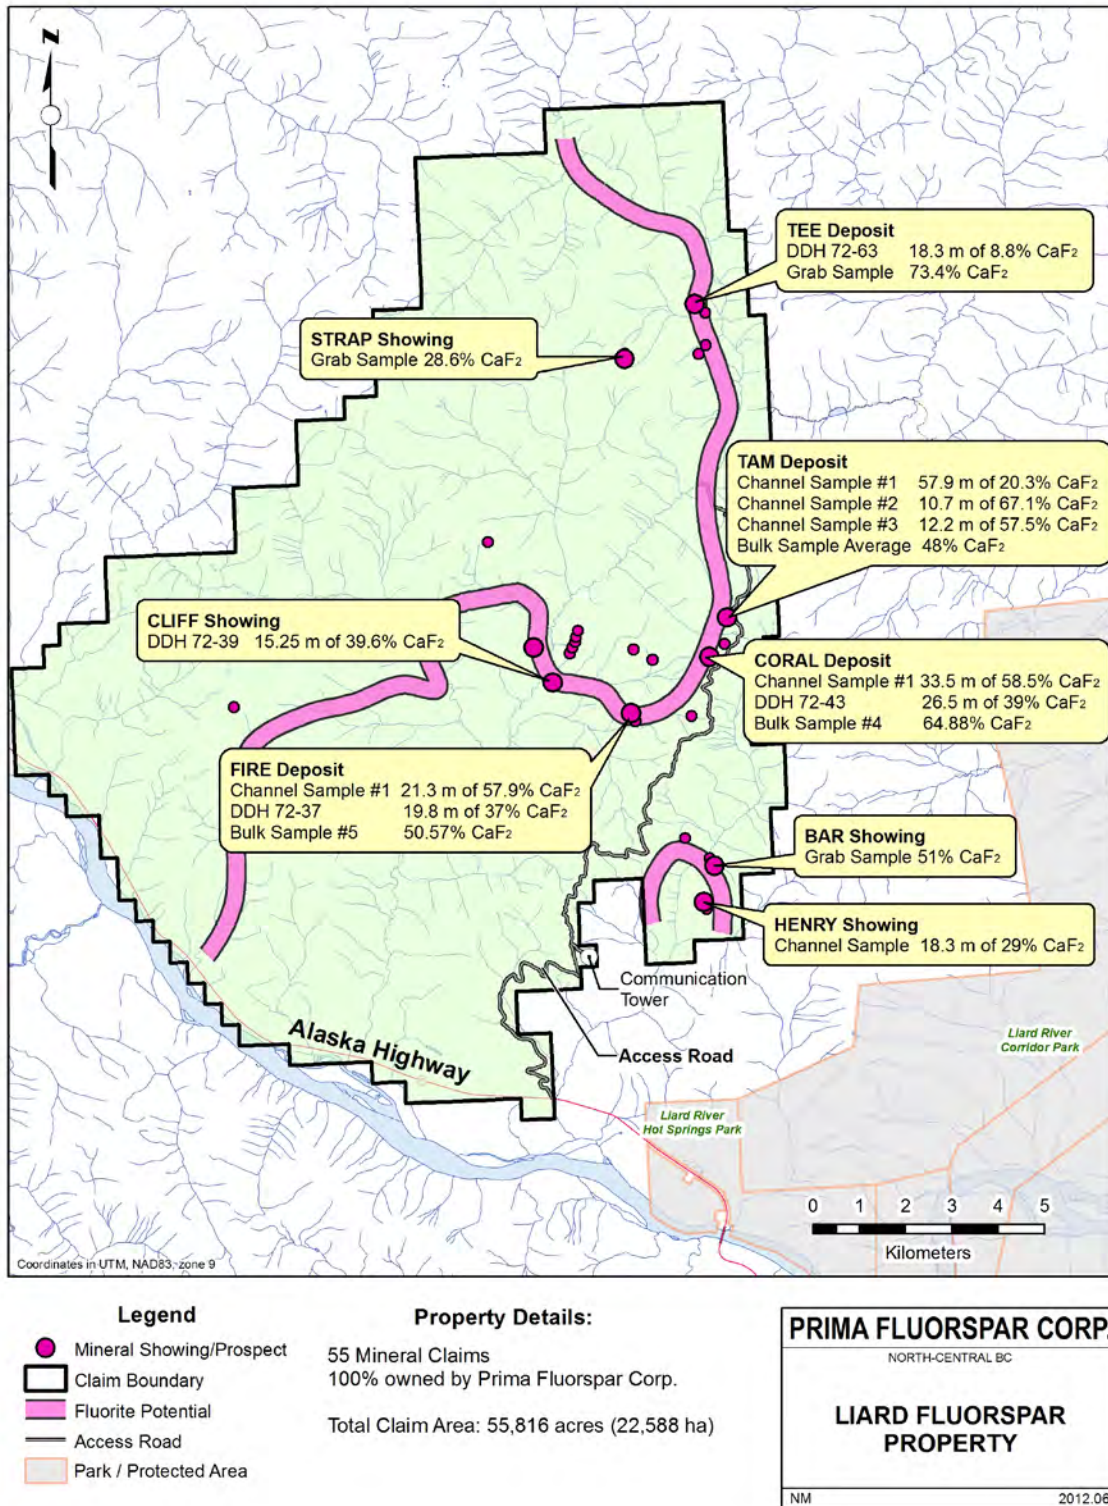 z
TEE Deposit
DDH 72-63 18.3 m of 8.8% CaF2
Grab Sample 73.4% CaF2
STRAP Showing
Grab Sample 28.6% CaF2
TAM Deposit
Channel Sample #1 57.9 m of 20.3% CaF2
Channel Sample #2 10.7 m of 67.1% CaF2
Channel Sample #3 12.2 m of 57.5% CaF2
Bulk Sample Average 48% CaF2
CLIFF Showing
DDH 72-39 15.25 m of 39.6% CaF2
CORAL Deposit
Channel Sample #1 33.5 m of 58.5% CaF2
DDH 72-43 26.5 m of 39% CaF2
Bulk Sample #4 64.88% CaF2
FIRE Deposit
Channel Sample #1 21.3 m of 57.9% CaF2
DDH 72-37 19.8 m of 37% CaF2
Bulk Sample #5 50.57% CaF2
BAR Showing
Grab Sample 51% CaF2
HENRY Showing
Channel Sample 18.3 m of 29% CaF2
Communication
Tower
Alaska Highway
Access Road
Liard River
Corridor Park
Liard River
Hot Springs Park
0 1 2 3 4 5
Kilometers
Coordinates in UTM, NAD83, zone 9
Legend
Mineral Showing/Prospect
Claim Boundary
Fluorite Potential
Access Road
Park / Protected Area
Property Details:
55 Mineral Claims
100% owned by Prima Fluorspar Corp.
Total Claim Area: 55,816 acres (22,588 ha)
PRIMA FLUORSPAR CORP.
NORTH-CENTRAL BC
LIARD FLUORSPAR
PROPERTY
NM 2012.06